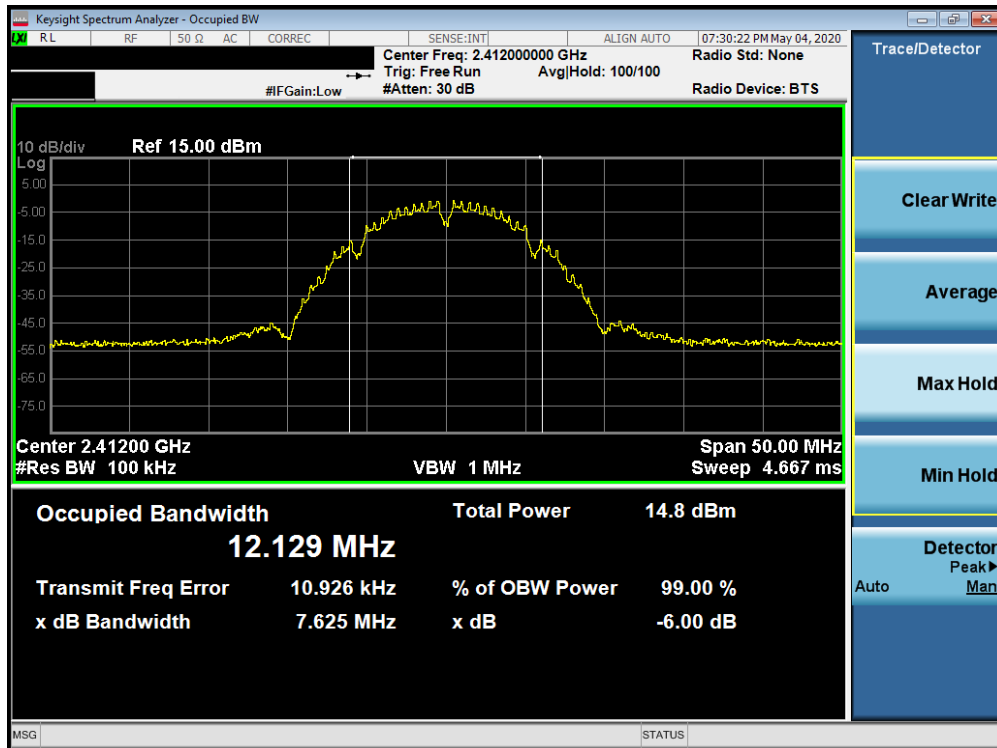 Keysight Spectrum Analyzer - Occupied BW
LXI RL RF 50 Ω AC CORREC SENSE:INT ALIGN AUTO 07:30:22 PM May 04, 2020
Center Freq: 2.412000000 GHz Radio Std: None
Trig: Free Run Avg|Hold: 100/100
#IFGain:Low #Atten: 30 dB Radio Device: BTS
10 dB/div Ref 15.00 dBm
Log
5.00
-5.00
-15.0
-25.0
-35.0
-45.0
-55.0
-65.0
-75.0
Center 2.41200 GHz Span 50.00 MHz
#Res BW 100 kHz VBW 1 MHz Sweep 4.667 ms
Occupied Bandwidth Total Power 14.8 dBm
12.129 MHz
Transmit Freq Error 10.926 kHz % of OBW Power 99.00 %
x dB Bandwidth 7.625 MHz x dB -6.00 dB
Trace/Detector
Clear Write
Average
Max Hold
Min Hold
Detector
Peak▶
Auto Man
MSG STATUS